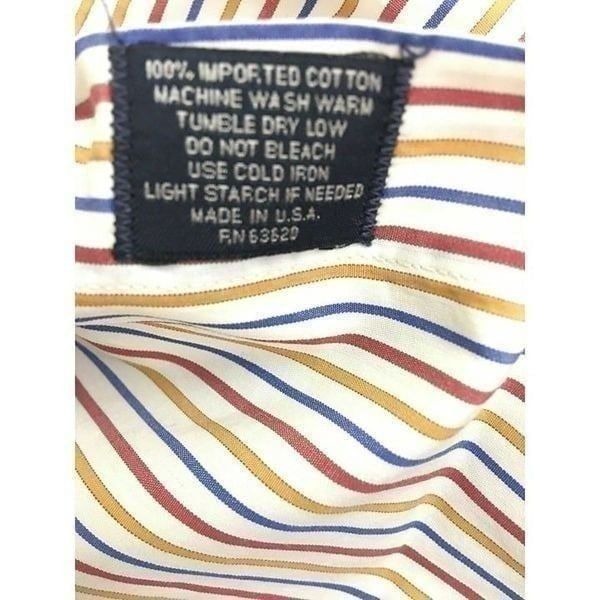 100% IMPORTED COTTON
MACHINE WASH WARM
TUMBLE DRY LOW
DO NOT BLEACH
USE COLD IRON
LIGHT STARCH IF NEEDED
MADE IN U.S.A.
RN 63620